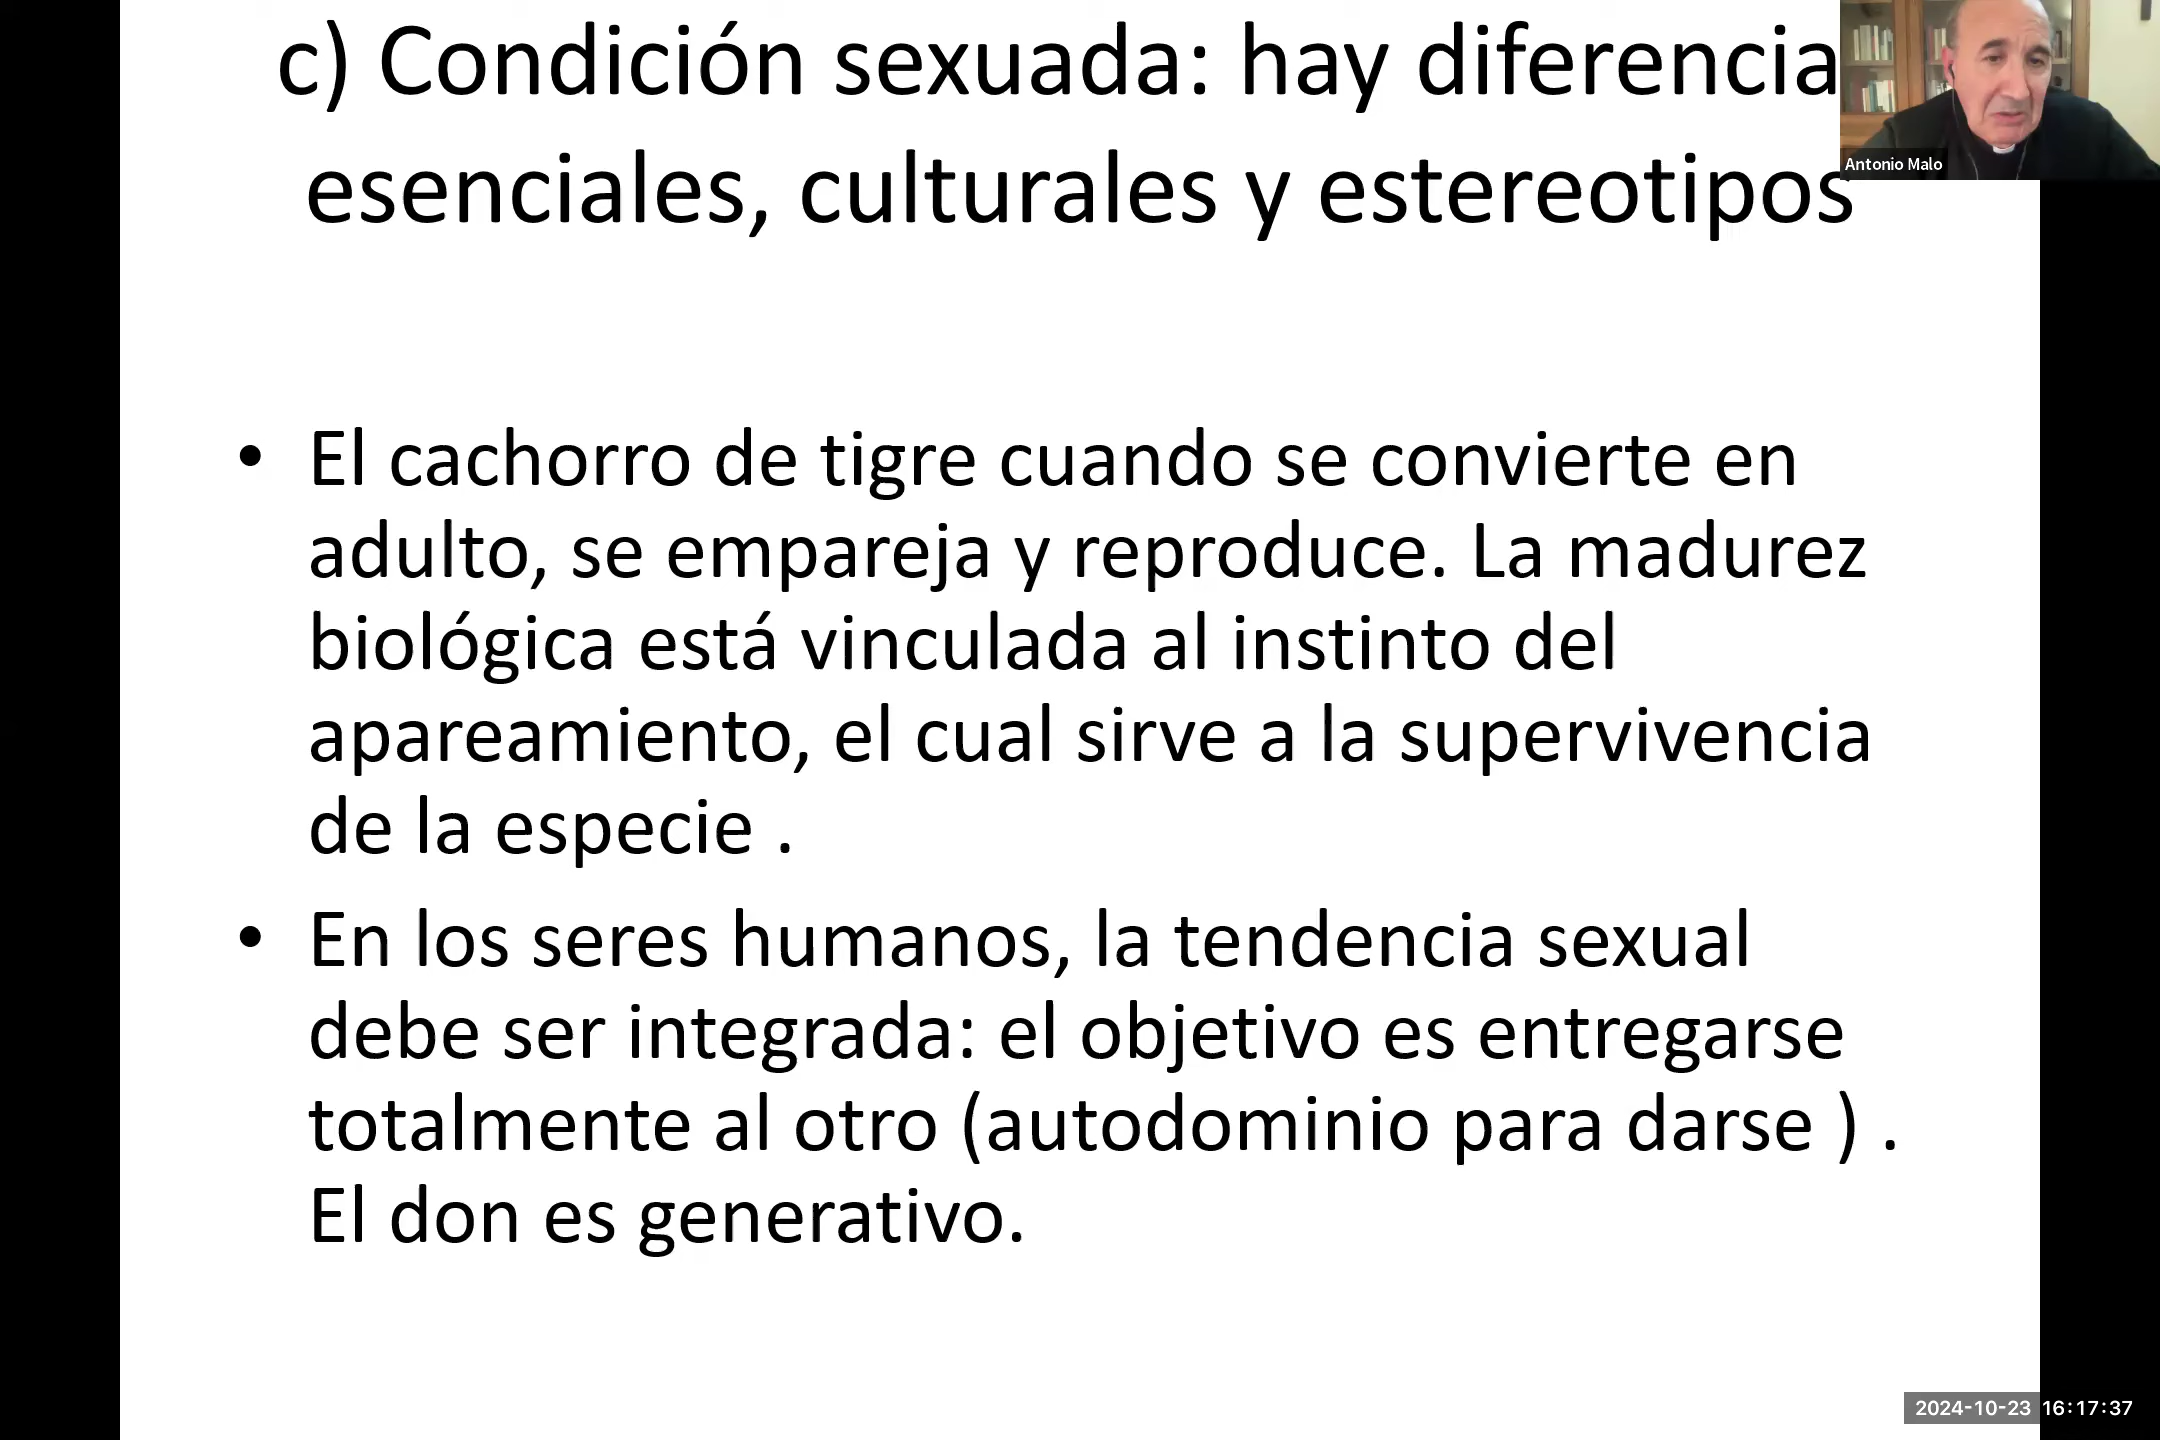 c) Condición sexuada: hay diferencia
esenciales, culturales y estereotipos
Antonio Malo
• El cachorro de tigre cuando se convierte en
adulto, se empareja y reproduce. La madurez
biológica está vinculada al instinto del
apareamiento, el cual sirve a la supervivencia
de la especie .
• En los seres humanos, la tendencia sexual
debe ser integrada: el objetivo es entregarse
totalmente al otro (autodominio para darse ) .
El don es generativo.
2024-10-23 16:17:37